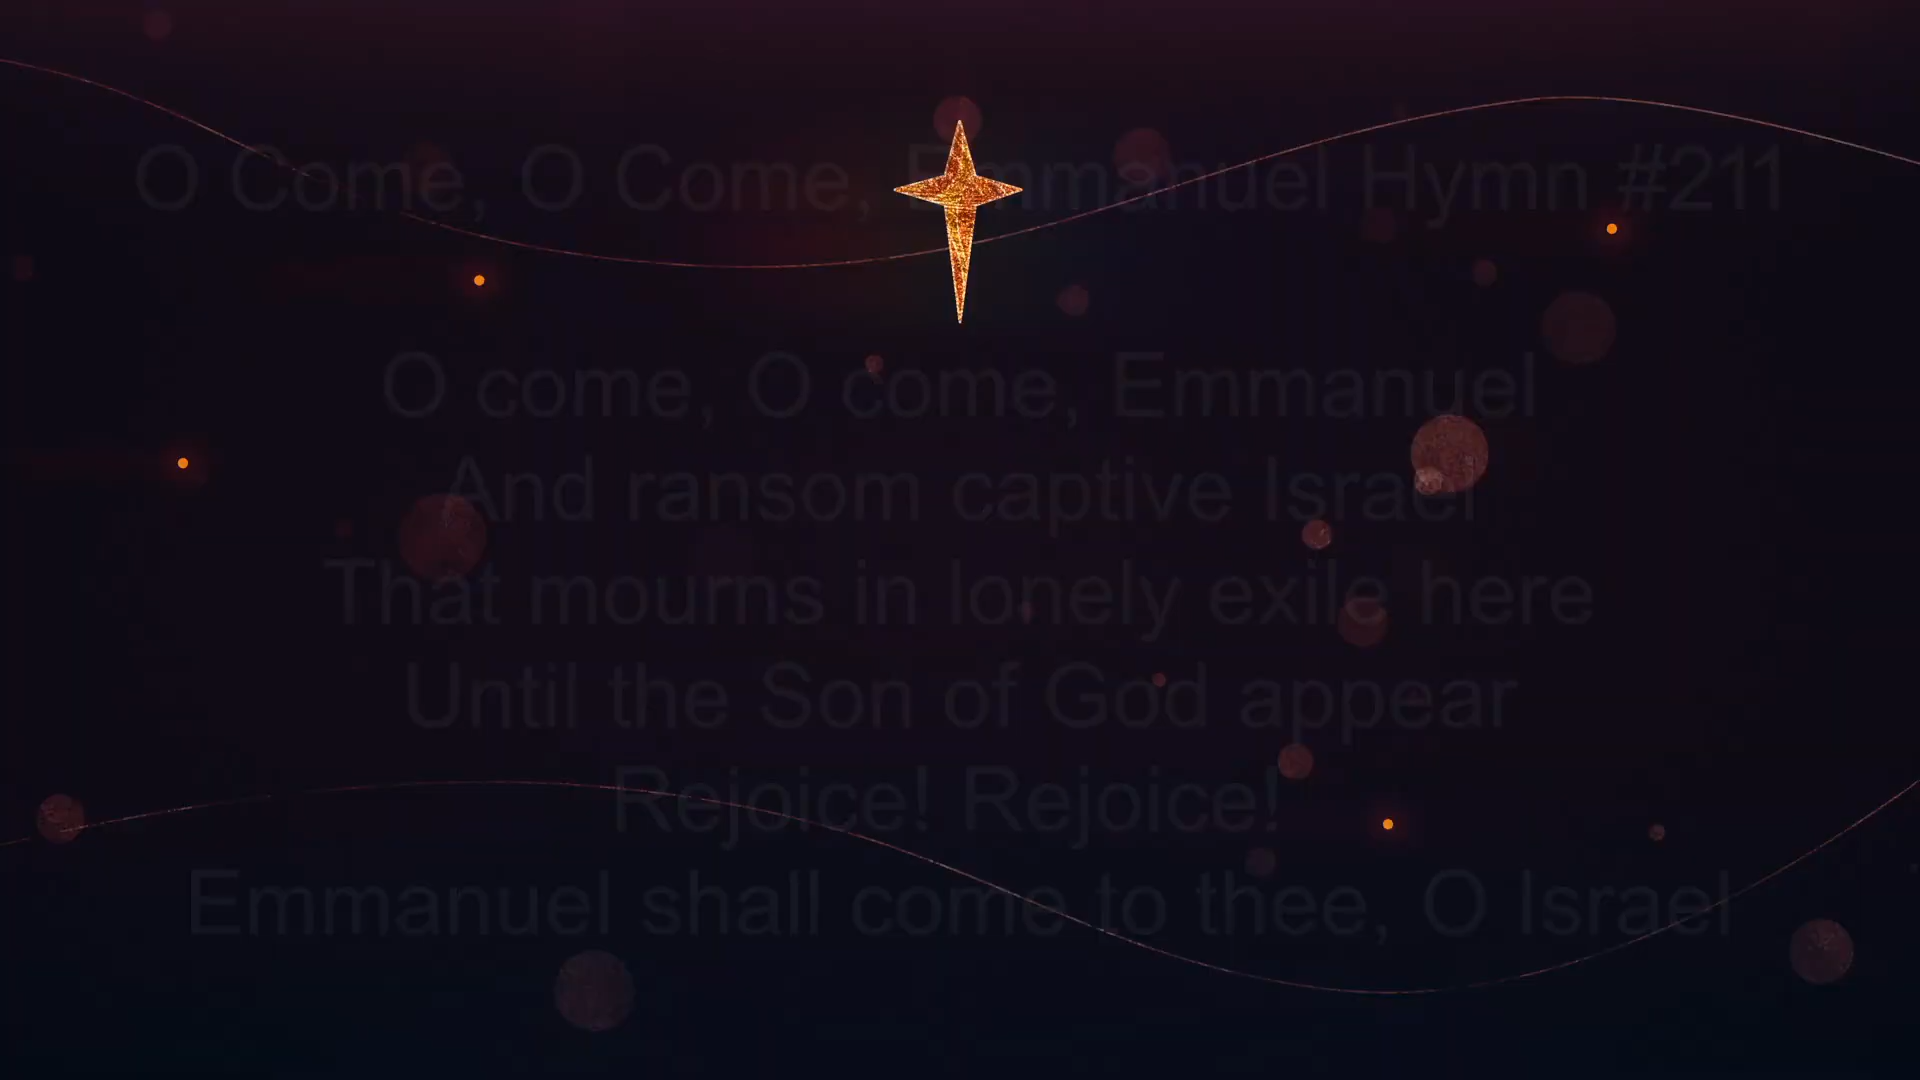 O Come, O Come, Emmanuel Hymn #211
O come, O come, Emmanuel
And ransom captive Israel
That mourns in lonely exile here
Until the Son of God appear
Rejoice! Rejoice!
Emmanuel shall come to thee, O Israel